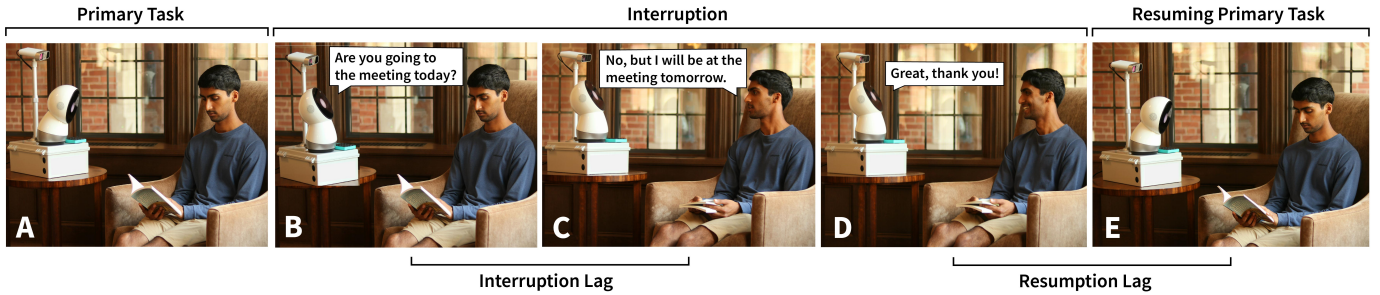 Primary Task
Interruption
Resuming Primary Task
Are you going to
the meeting today?
No, but I will be at the
meeting tomorrow.
Great, thank you!
A
B
C
D
E
Interruption Lag
Resumption Lag